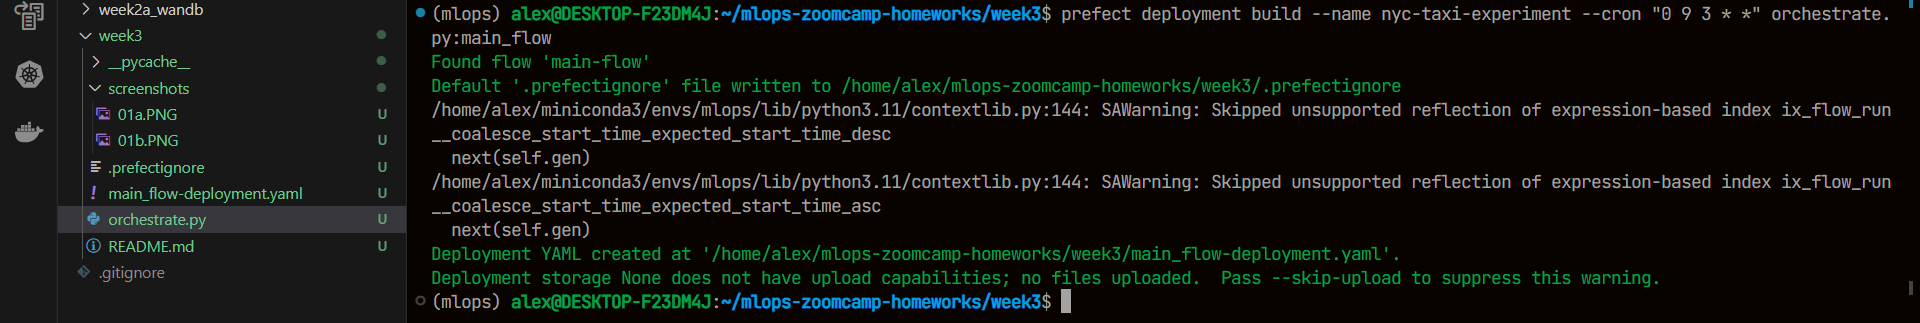 week2a_wandb
week3
__pycache__
screenshots
01a.PNG U
01b.PNG U
.prefectignore U
! main_flow-deployment.yaml U
orchestrate.py U
README.md U
.gitignore
(mlops) alex@DESKTOP-F23DM4J:~/mlops-zoomcamp-homeworks/week3$ prefect deployment build --name nyc-taxi-experiment --cron "0 9 3 * *" orchestrate.
py:main_flow
Found flow 'main-flow'
Default '.prefectignore' file written to /home/alex/mlops-zoomcamp-homeworks/week3/.prefectignore
/home/alex/miniconda3/envs/mlops/lib/python3.11/contextlib.py:144: SAWarning: Skipped unsupported reflection of expression-based index ix_flow_run
__coalesce_start_time_expected_start_time_desc
next(self.gen)
/home/alex/miniconda3/envs/mlops/lib/python3.11/contextlib.py:144: SAWarning: Skipped unsupported reflection of expression-based index ix_flow_run
__coalesce_start_time_expected_start_time_asc
next(self.gen)
Deployment YAML created at '/home/alex/mlops-zoomcamp-homeworks/week3/main_flow-deployment.yaml'.
Deployment storage None does not have upload capabilities; no files uploaded.  Pass --skip-upload to suppress this warning.
(mlops) alex@DESKTOP-F23DM4J:~/mlops-zoomcamp-homeworks/week3$